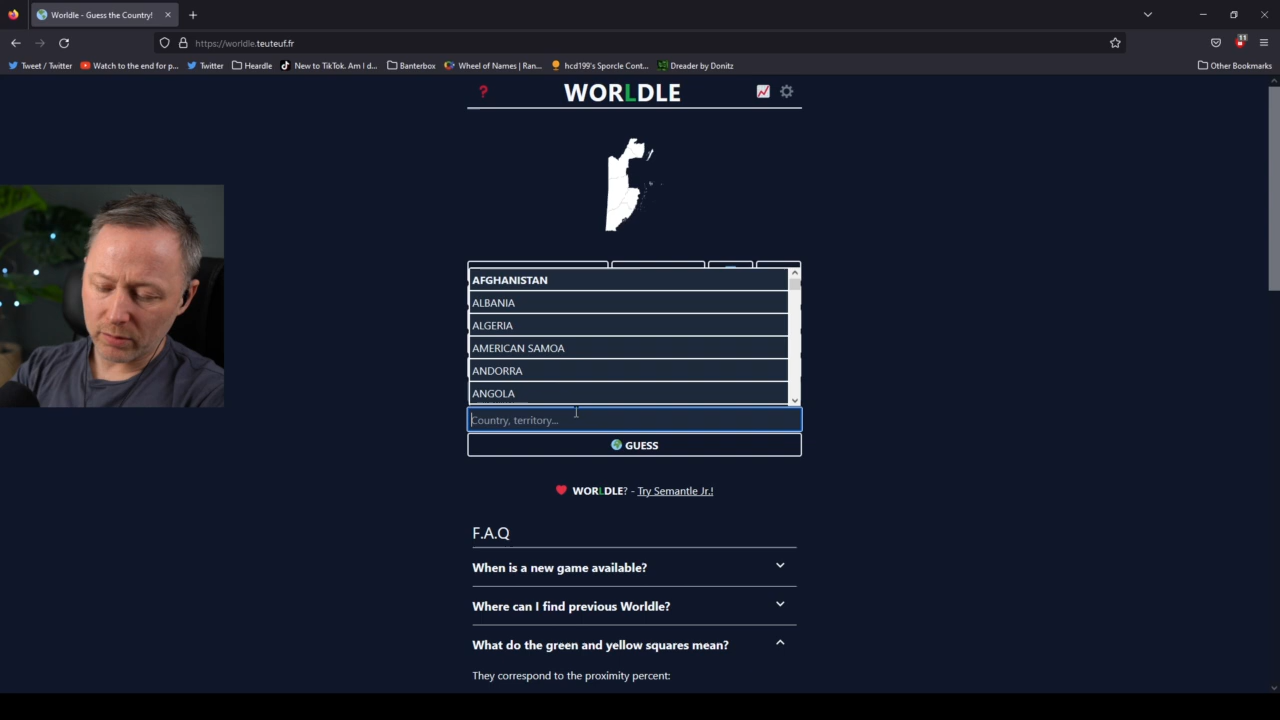 Worldle - Guess the Country!
https://worldle.teuteuf.fr
11
Tweet / Twitter
Watch to the end for p...
Twitter
Heardle
New to TikTok. Am I d...
Banterbox
Wheel of Names | Ran...
hcd199's Sporcle Cont...
Dreader by Donitz
Other Bookmarks
?
WORLDLE
AFGHANISTAN
ALBANIA
ALGERIA
AMERICAN SAMOA
ANDORRA
ANGOLA
Country, territory...
GUESS
WORLDLE? - Try Semantle Jr.!
F.A.Q
When is a new game available?
Where can I find previous Worldle?
What do the green and yellow squares mean?
They correspond to the proximity percent: